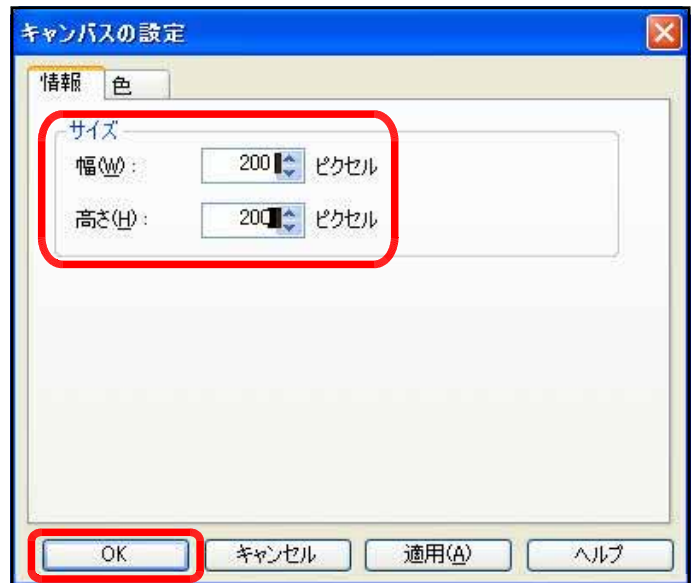 キャンバスの設定
情報 色
サイズ
幅(W): 200 ピクセル
高さ(H): 200 ピクセル
OK キャンセル 適用(A) ヘルプ